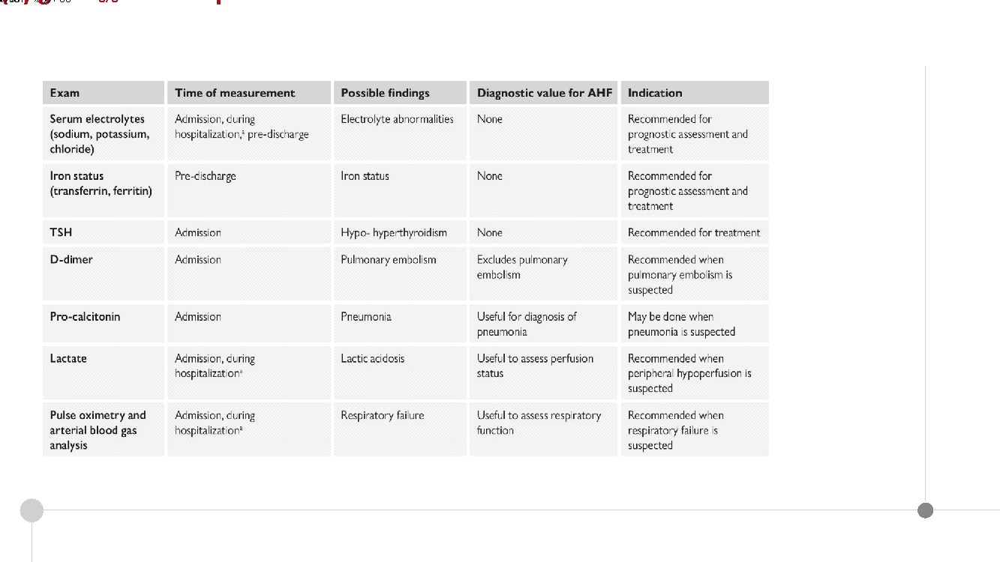 Exam
Time of measurement
Possible findings
Diagnostic value for AHF
Indication
Serum electrolytes
(sodium, potassium,
chloride)
Admission, during
hospitalization,ᵃ pre-discharge
Electrolyte abnormalities
None
Recommended for
prognostic assessment and
treatment
Iron status
(transferrin, ferritin)
Pre-discharge
Iron status
None
Recommended for
prognostic assessment and
treatment
TSH
Admission
Hypo- hyperthyroidism
None
Recommended for treatment
D-dimer
Admission
Pulmonary embolism
Excludes pulmonary
embolism
Recommended when
pulmonary embolism is
suspected
Pro-calcitonin
Admission
Pneumonia
Useful for diagnosis of
pneumonia
May be done when
pneumonia is suspected
Lactate
Admission, during
hospitalizationᵃ
Lactic acidosis
Useful to assess perfusion
status
Recommended when
peripheral hypoperfusion is
suspected
Pulse oximetry and
arterial blood gas
analysis
Admission, during
hospitalizationᵃ
Respiratory failure
Useful to assess respiratory
function
Recommended when
respiratory failure is
suspected